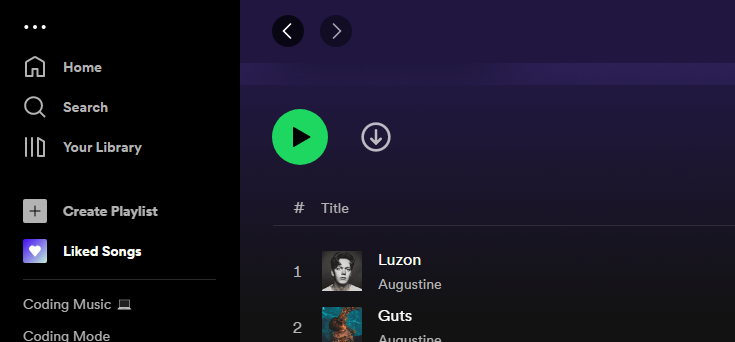 Home
Search
Your Library
Create Playlist
Liked Songs
Coding Music 💻
Coding Mode
# Title
1
Luzon
Augustine
2
Guts
Augustine